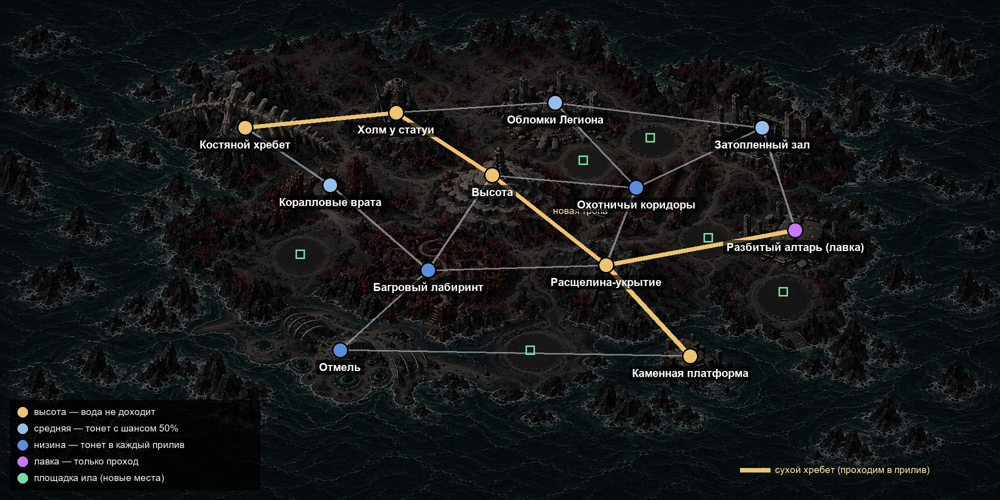 Обломки Легиона
Холм у статуи
Костяной хребет
Затопленный зал
Высота
Коралловые врата
Охотничьи коридоры
новая тропа
Разбитый алтарь (лавка)
Расщелина-укрытие
Багровый лабиринт
Отмель
Каменная платформа
высота — вода не доходит
средняя — тонет с шансом 50%
низина — тонет в каждый прилив
лавка — только проход
площадка ила (новые места)
сухой хребет (проходим в прилив)